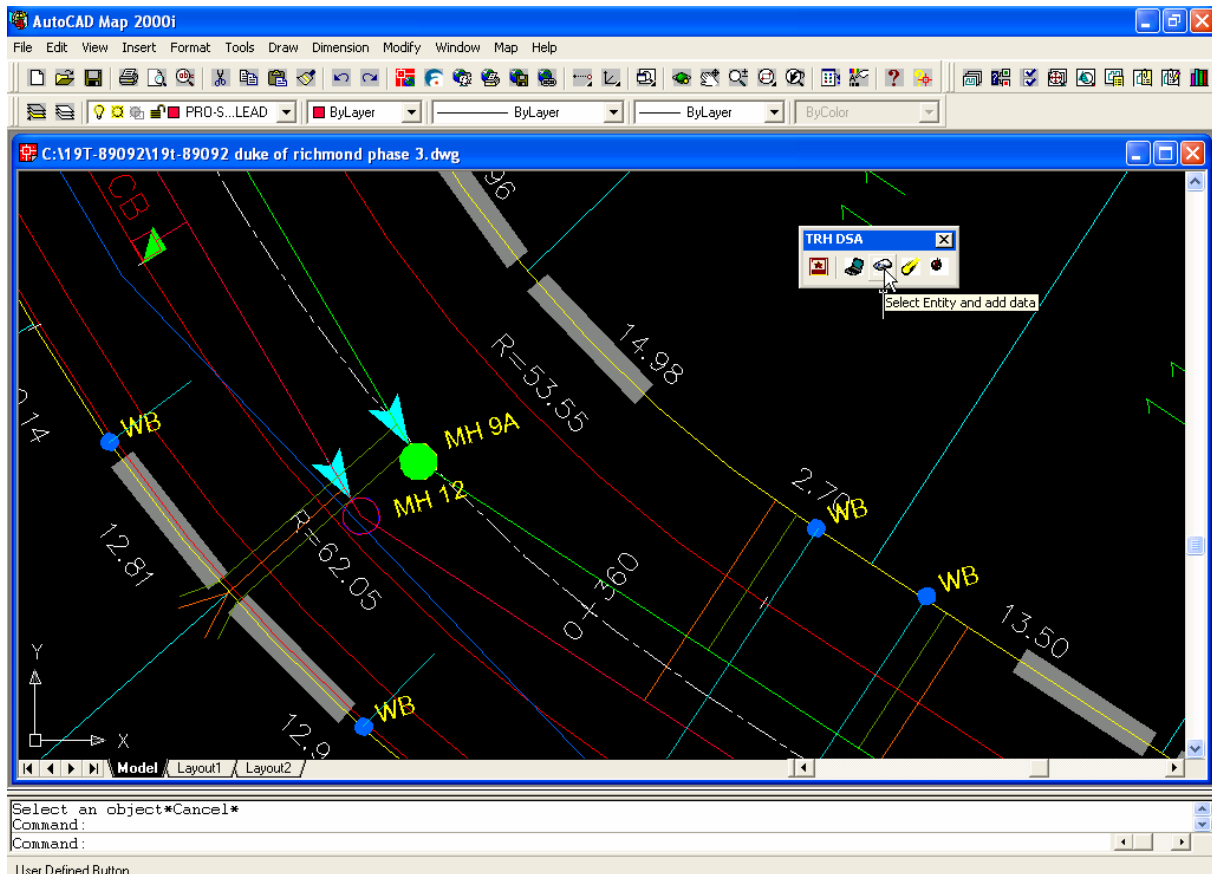 AutoCAD Map 2000i
File Edit View Insert Format Tools Draw Dimension Modify Window Map Help
PRO-S...LEAD ByLayer ByLayer ByLayer ByColor
C:\19T-89092\19t-89092 duke of richmond phase 3.dwg
CB
96
TRH DSA
Select Entity and add data
14.98
R=53.55
14
WB
MH 9A
MH 12
2.70
WB
12.81
R=62.05
0+360
WB
13.50
WB
12.9
Y
X
Model Layout1 Layout2
Select an object*Cancel*
Command:
Command:
User Defined Button